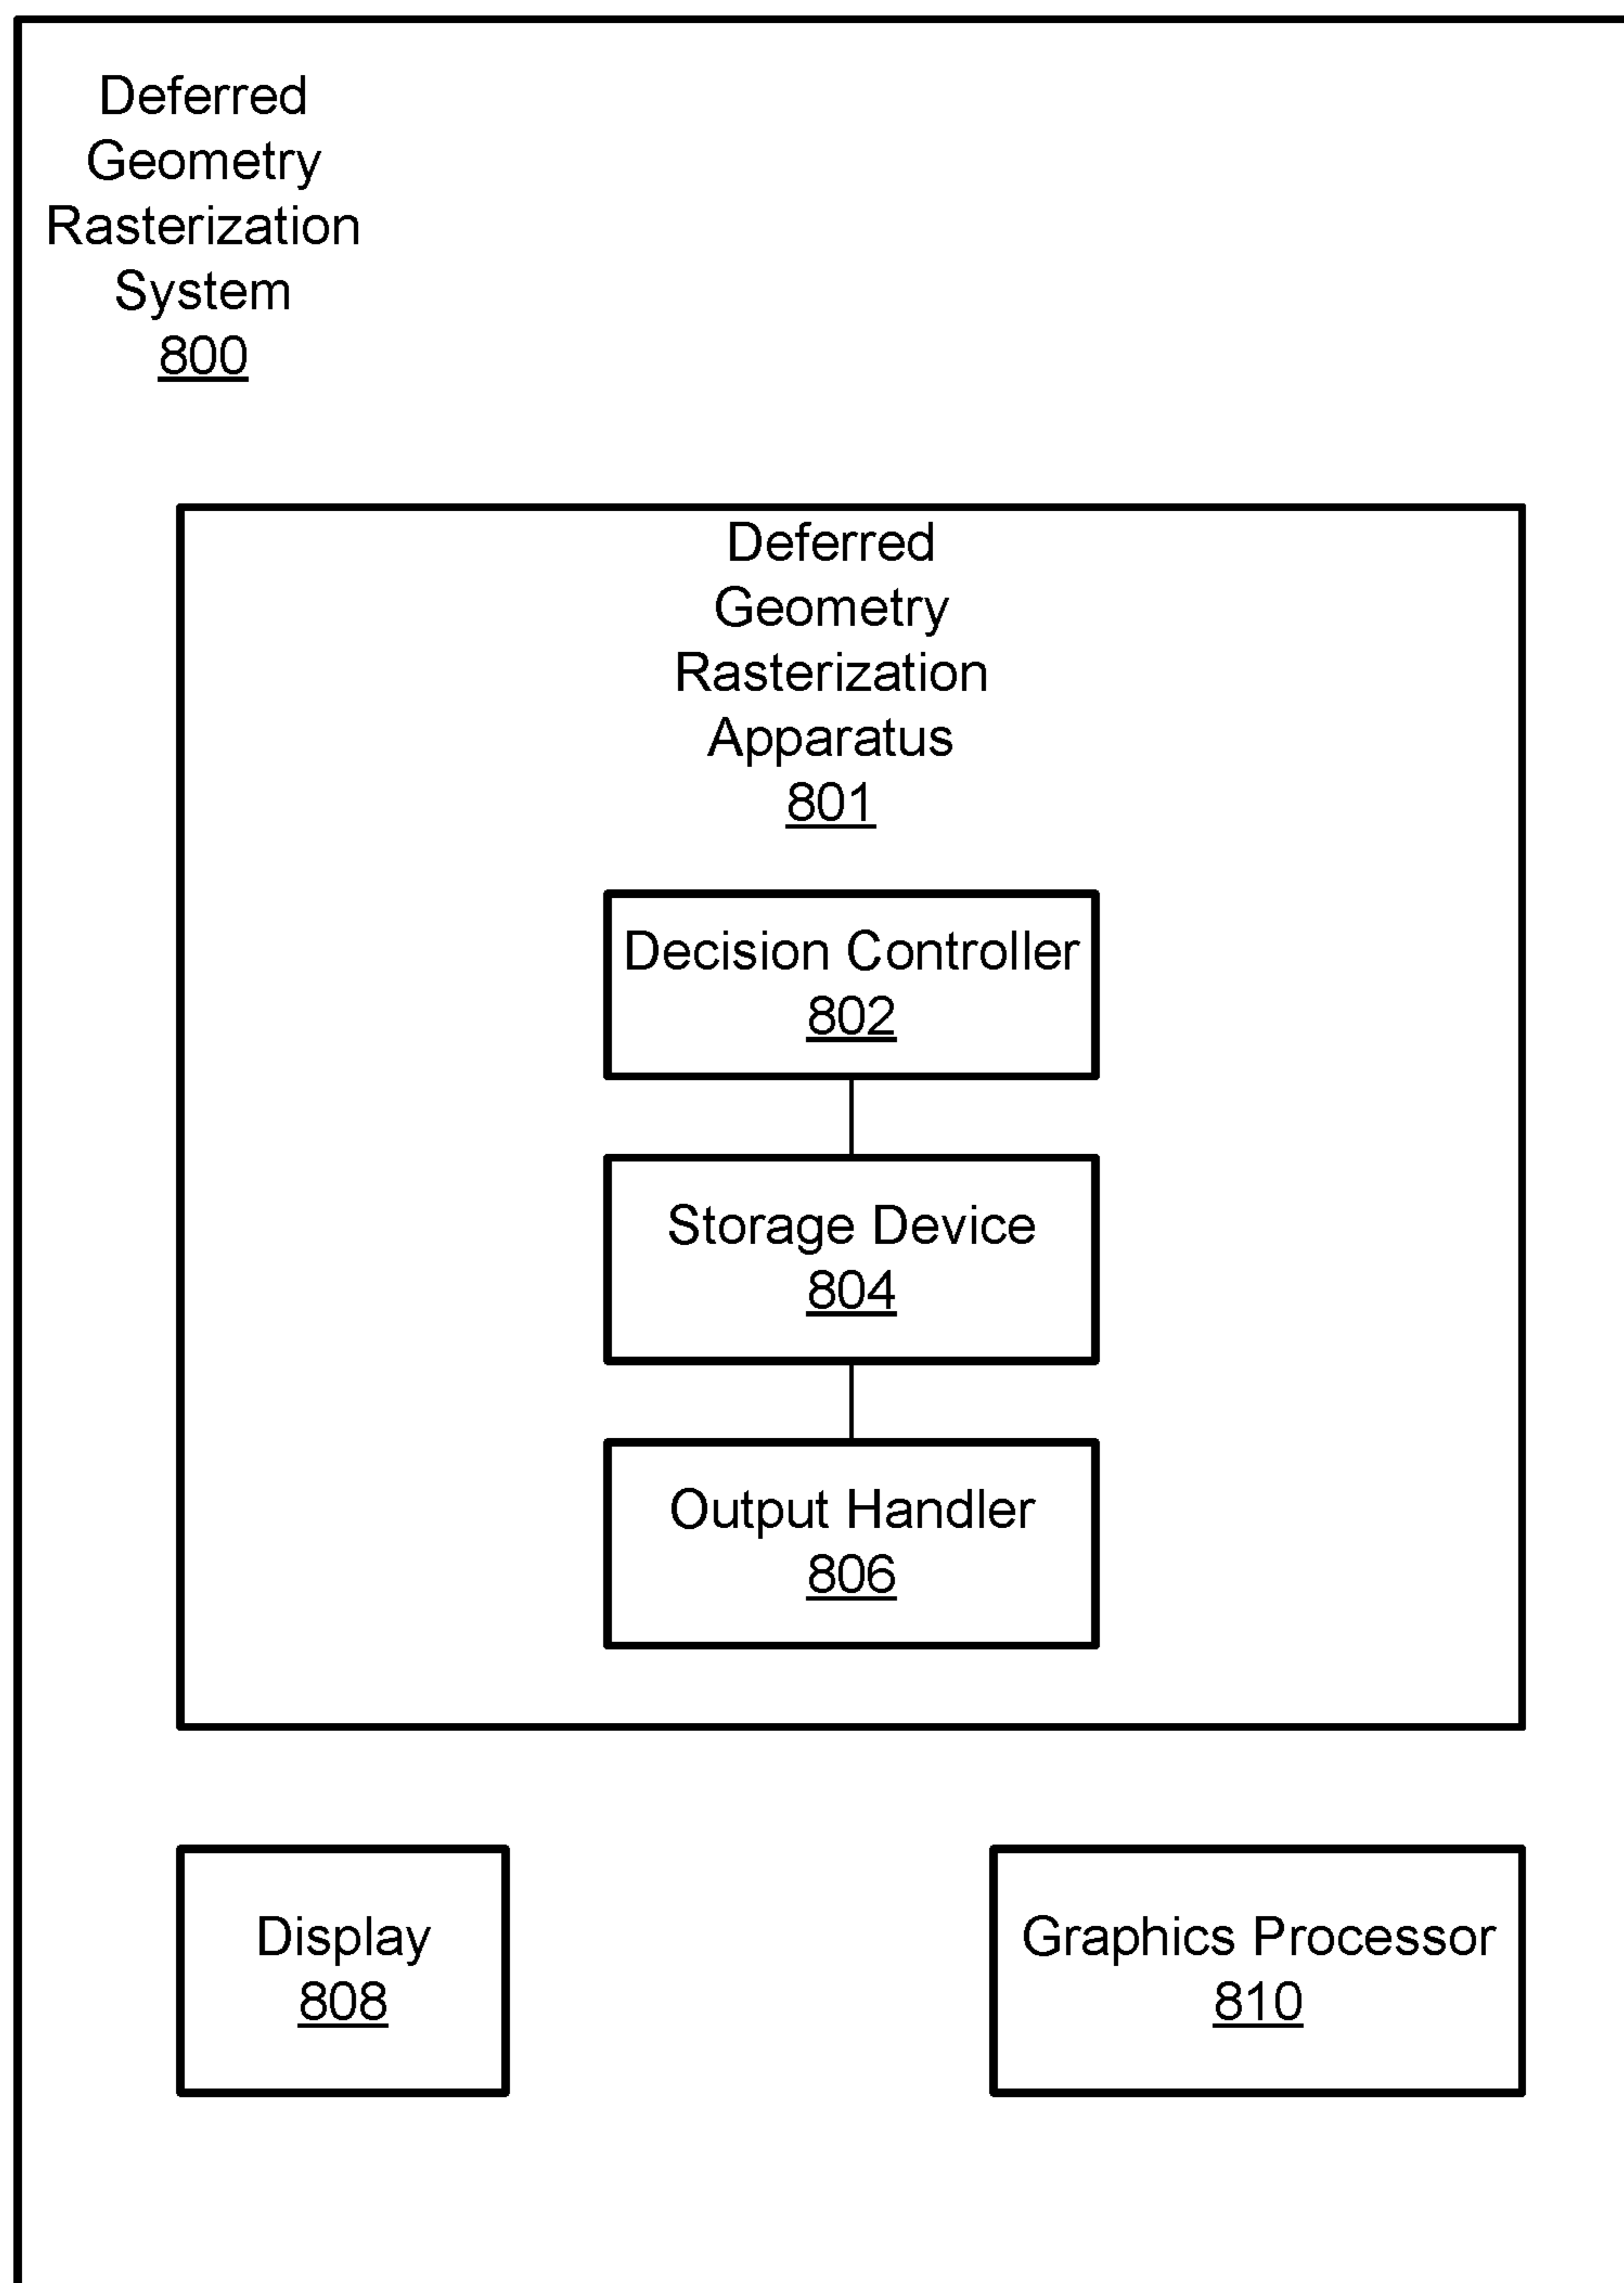 Deferred
Geometry
Rasterization
System
800
Deferred
Geometry
Rasterization
Apparatus
801
Decision Controller
802
Storage Device
804
Output Handler
806
Display
808
Graphics Processor
810